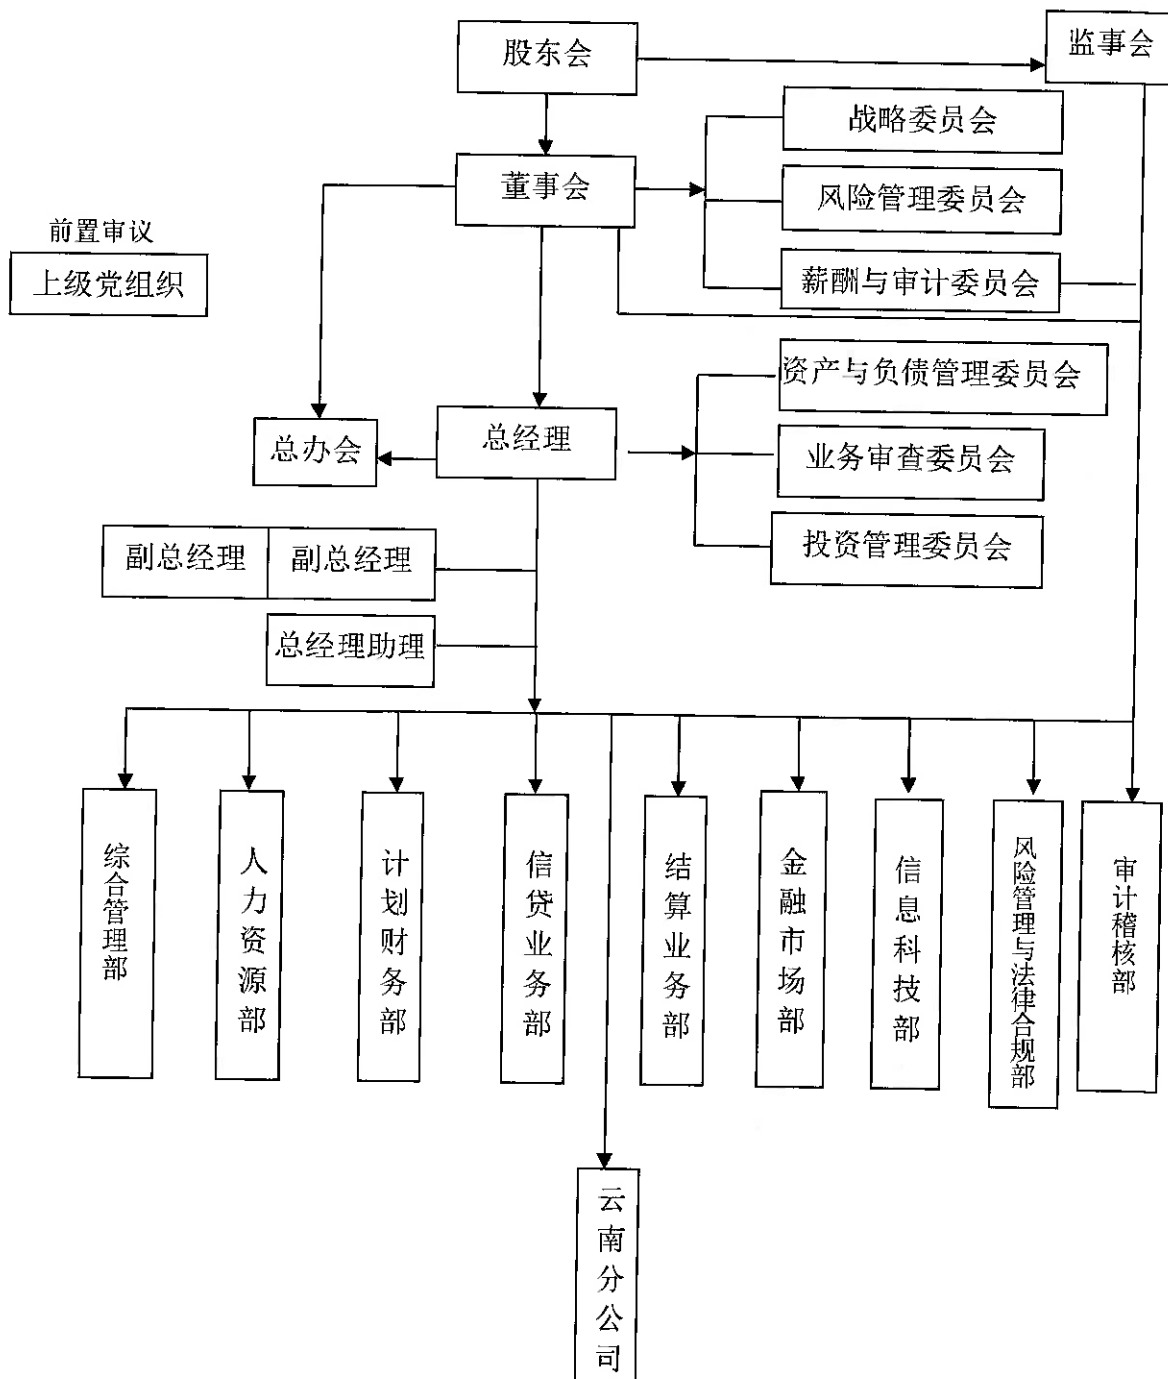 股东会
监事会
战略委员会
董事会
风险管理委员会
前置审议
上级党组织
薪酬与审计委员会
资产与负债管理委员会
总办会
总经理
业务审查委员会
副总经理
副总经理
投资管理委员会
总经理助理
综合管理部
人力资源部
计划财务部
信贷业务部
结算业务部
金融市场部
信息科技部
风险管理与法律合规部
审计稽核部
云南分公司